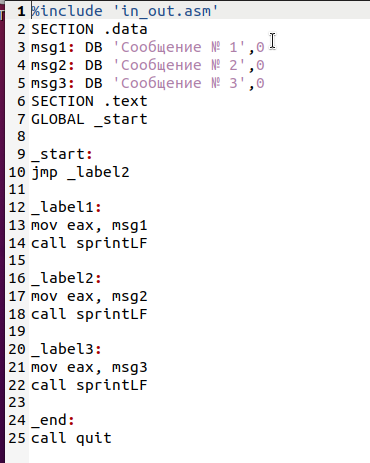 1 %include 'in_out.asm'
2 SECTION .data
3 msg1: DB 'Сообщение № 1',0
4 msg2: DB 'Сообщение № 2',0
5 msg3: DB 'Сообщение № 3',0
6 SECTION .text
7 GLOBAL _start
8
9 _start:
10 jmp _label2
11
12 _label1:
13 mov eax, msg1
14 call sprintLF
15
16 _label2:
17 mov eax, msg2
18 call sprintLF
19
20 _label3:
21 mov eax, msg3
22 call sprintLF
23
24 _end:
25 call quit